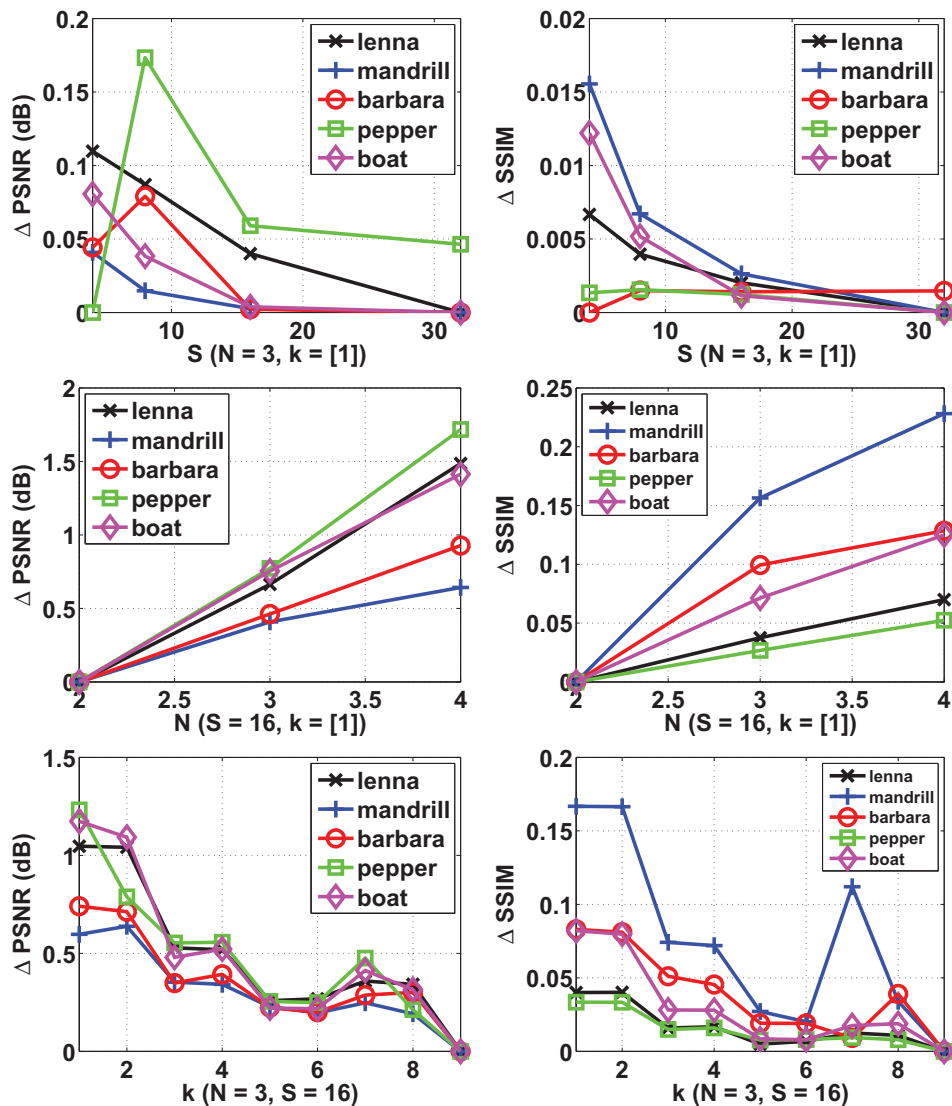 0.2
0.15
0.1
0.05
0
Δ PSNR (dB)
lenna
mandrill
barbara
pepper
boat
10 20 30
S (N = 3, k = [1])
0.02
0.015
0.01
0.005
0
Δ SSIM
lenna
mandrill
barbara
pepper
boat
10 20 30
S (N = 3, k = [1])
2
1.5
1
0.5
0
Δ PSNR (dB)
lenna
mandrill
barbara
pepper
boat
2 2.5 3 3.5 4
N (S = 16, k = [1])
0.25
0.2
0.15
0.1
0.05
0
Δ SSIM
lenna
mandrill
barbara
pepper
boat
2 2.5 3 3.5 4
N (S = 16, k = [1])
1.5
1
0.5
0
Δ PSNR (dB)
lenna
mandrill
barbara
pepper
boat
2 4 6 8
k (N = 3, S = 16)
0.2
0.15
0.1
0.05
0
Δ SSIM
lenna
mandrill
barbara
pepper
boat
2 4 6 8
k (N = 3, S = 16)